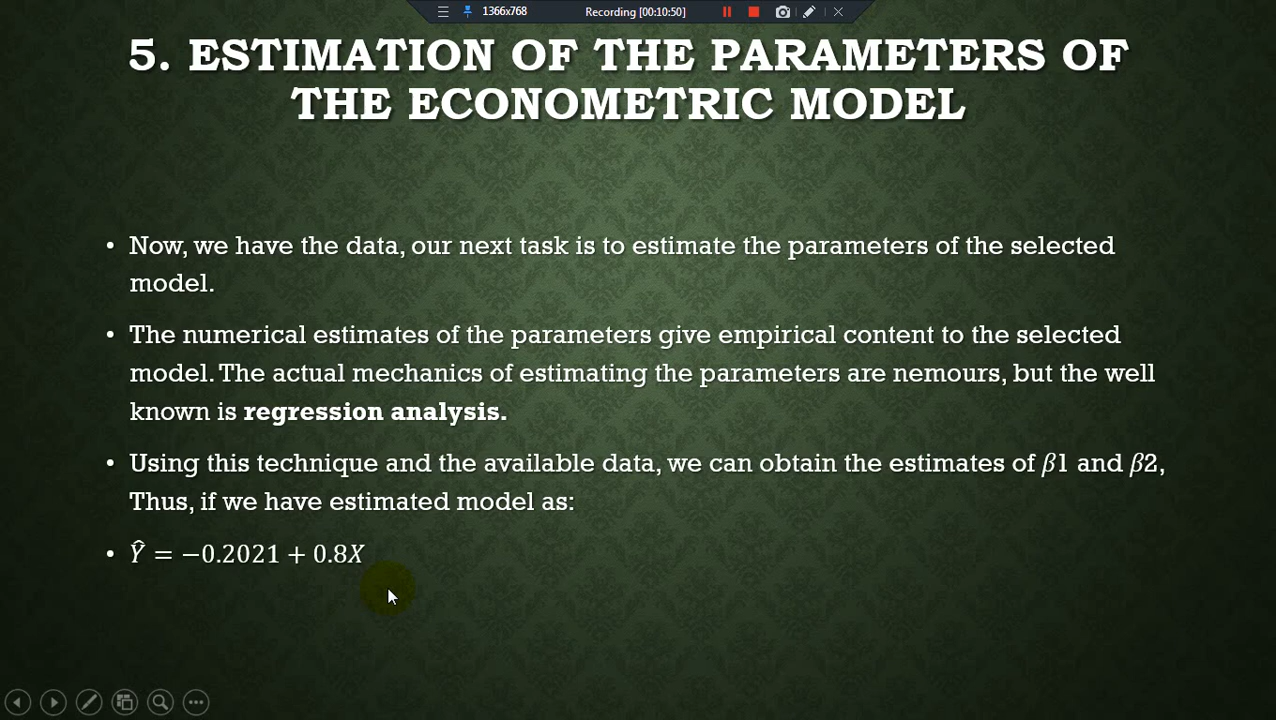 1366x768
Recording [00:10:50]
5. ESTIMATION OF THE PARAMETERS OF
THE ECONOMETRIC MODEL
• Now, we have the data, our next task is to estimate the parameters of the selected
model.
• The numerical estimates of the parameters give empirical content to the selected
model. The actual mechanics of estimating the parameters are nemours, but the well
known is regression analysis.
• Using this technique and the available data, we can obtain the estimates of β1 and β2,
Thus, if we have estimated model as:
• Ŷ = −0.2021 + 0.8X